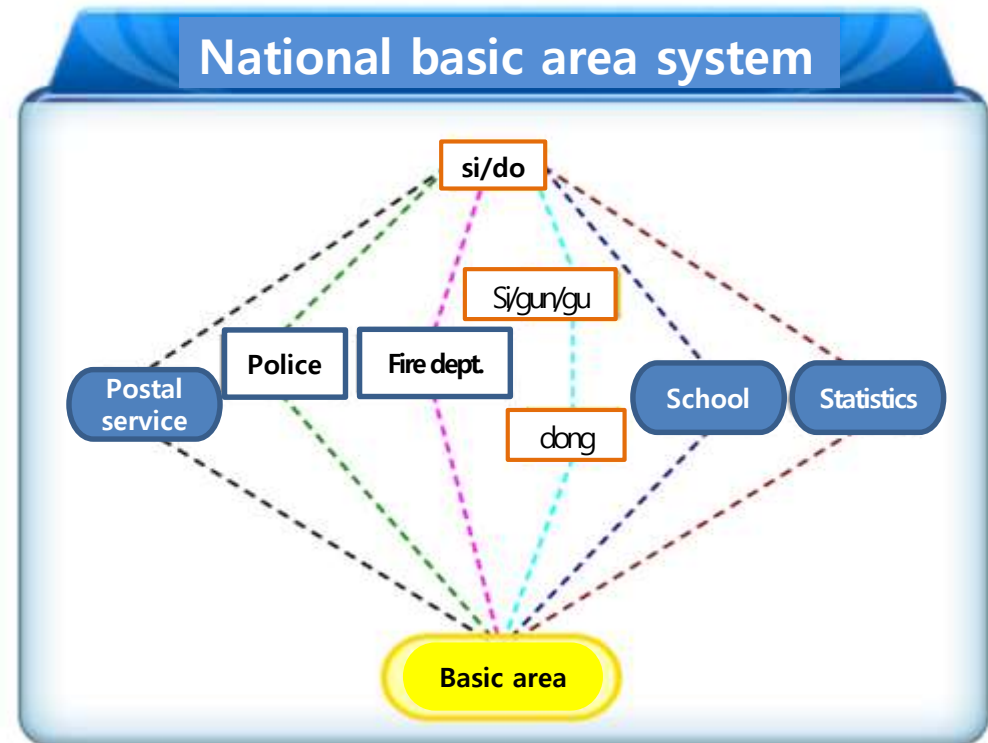 National basic area system
si/do
Si/gun/gu
Police
Fire dept.
Postal
service
School
Statistics
dong
Basic area